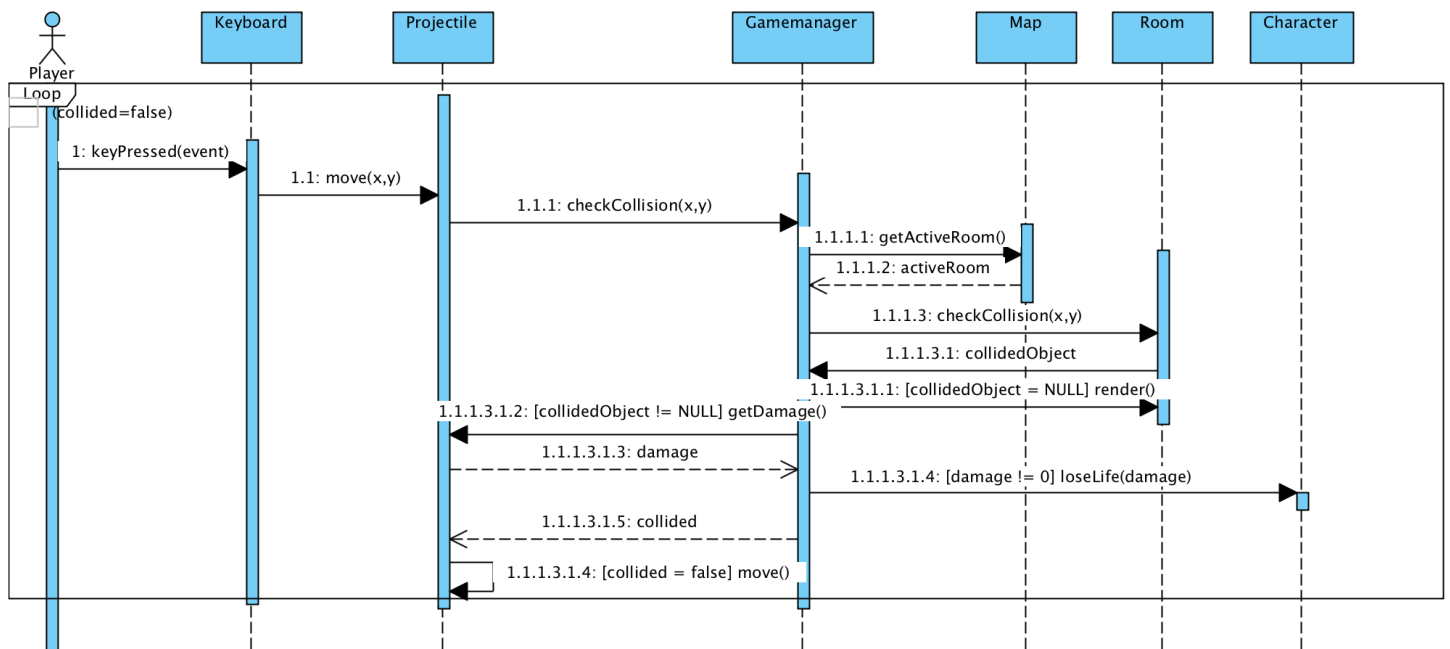 Keyboard
Projectile
Gamemanager
Map
Room
Character
Player
Loop
(collided=false)
1: keyPressed(event)
1.1: move(x,y)
1.1.1: checkCollision(x,y)
1.1.1.1: getActiveRoom()
1.1.1.2: activeRoom
1.1.1.3: checkCollision(x,y)
1.1.1.3.1: collidedObject
1.1.1.3.1.1: [collidedObject = NULL] render()
1.1.1.3.1.2: [collidedObject != NULL] getDamage()
1.1.1.3.1.3: damage
1.1.1.3.1.4: [damage != 0] loseLife(damage)
1.1.1.3.1.5: collided
1.1.1.3.1.4: [collided = false] move()